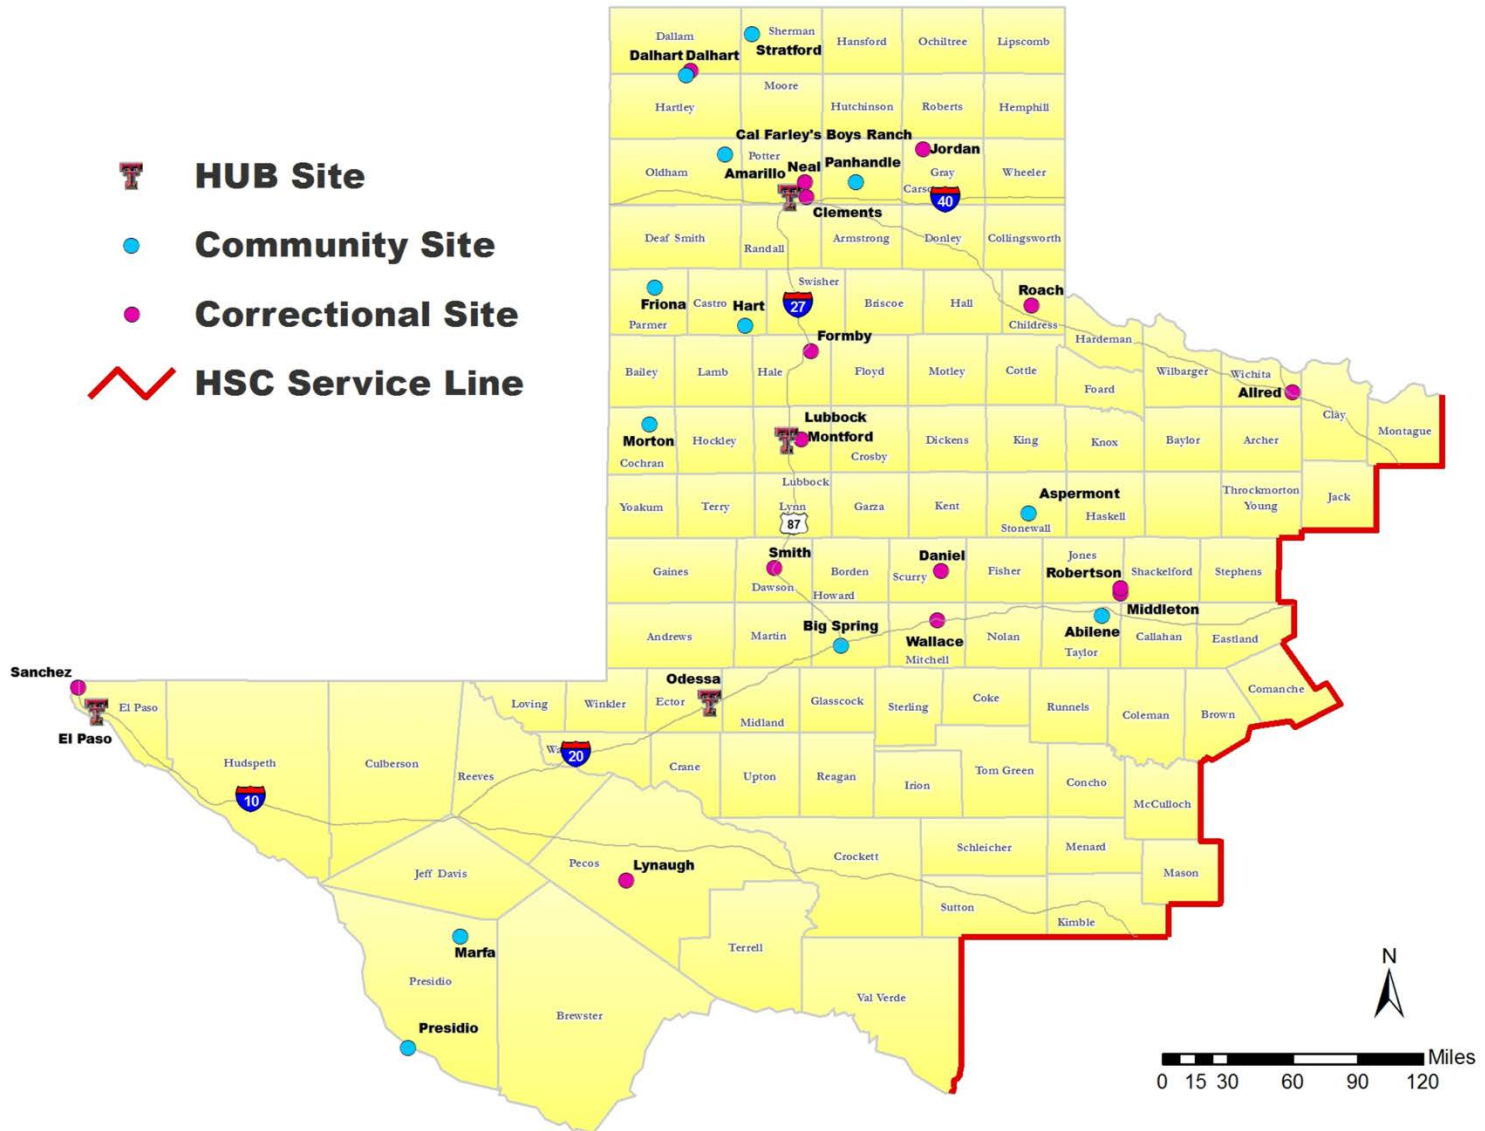 HUB Site
Community Site
Correctional Site
HSC Service Line
Dallam
Sherman
Hansford
Ochiltree
Lipscomb
Dalhart Dalhart
Stratford
Hartley
Moore
Hutchinson
Roberts
Hemphill
Cal Farley's Boys Ranch
Oldham
Potter
Amarillo
Neal
Panhandle
Jordan
Gray
Wheeler
40
Clements
Deaf Smith
Randall
Armstrong
Donley
Collingsworth
Friona
Parmer
Castro
Hart
Swisher
27
Briscoe
Hall
Roach
Childress
Formby
Hardeman
Bailey
Lamb
Hale
Floyd
Motley
Cottle
Foard
Wilbarger
Wichita
Allred
Clay
Montague
Morton
Cochran
Hockley
Lubbock
Montford
Crosby
Dickens
King
Knox
Baylor
Archer
Lubbock
Yoakum
Terry
Lynn
87
Garza
Kent
Aspermont
Stonewall
Haskell
Throckmorton
Young
Jack
Gaines
Smith
Dawson
Borden
Howard
Daniel
Scurry
Fisher
Jones
Robertson
Shackelford
Stephens
Middleton
Andrews
Martin
Big Spring
Wallace
Mitchell
Nolan
Abilene
Taylor
Callahan
Eastland
Sanchez
El Paso
El Paso
Hudspeth
Culberson
Reeves
Loving
Winkler
Ector
Odessa
Midland
Glasscock
Sterling
Coke
Runnels
Coleman
Brown
Comanche
10
20
Crane
Upton
Reagan
Irion
Tom Green
Concho
McCulloch
Jeff Davis
Pecos
Lynaugh
Crockett
Schleicher
Menard
Mason
Sutton
Kimble
Marfa
Presidio
Presidio
Brewster
Terrell
Val Verde
N
Miles
0 15 30 60 90 120